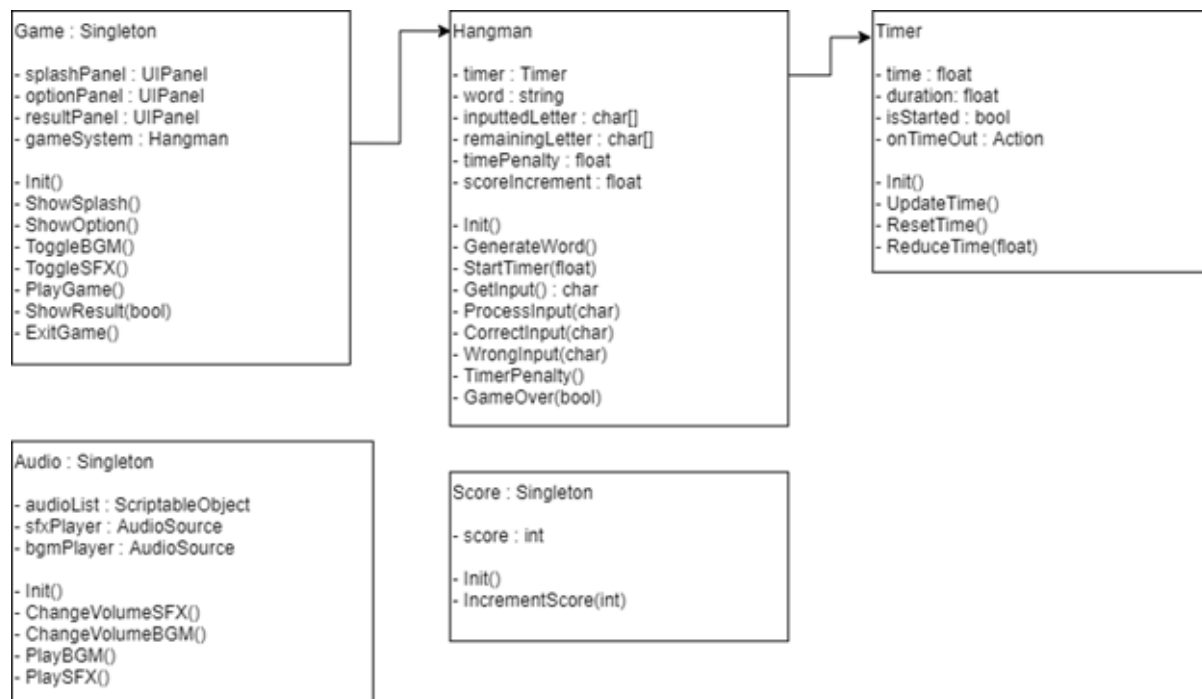 Game : Singleton
- splashPanel : UIPanel
- optionPanel : UIPanel
- resultPanel : UIPanel
- gameSystem : Hangman
- Init()
- ShowSplash()
- ShowOption()
- ToggleBGM()
- ToggleSFX()
- PlayGame()
- ShowResult(bool)
- ExitGame()
Hangman
- timer : Timer
- word : string
- inputtedLetter : char[]
- remainingLetter : char[]
- timePenalty : float
- scoreIncrement : float
- Init()
- GenerateWord()
- StartTimer(float)
- GetInput() : char
- ProcessInput(char)
- CorrectInput(char)
- WrongInput(char)
- TimerPenalty()
- GameOver(bool)
Timer
- time : float
- duration: float
- isStarted : bool
- onTimeOut : Action
- Init()
- UpdateTime()
- ResetTime()
- ReduceTime(float)
Audio : Singleton
- audioList : ScriptableObject
- sfxPlayer : AudioSource
- bgmPlayer : AudioSource
- Init()
- ChangeVolumeSFX()
- ChangeVolumeBGM()
- PlayBGM()
- PlaySFX()
Score : Singleton
- score : int
- Init()
- IncrementScore(int)